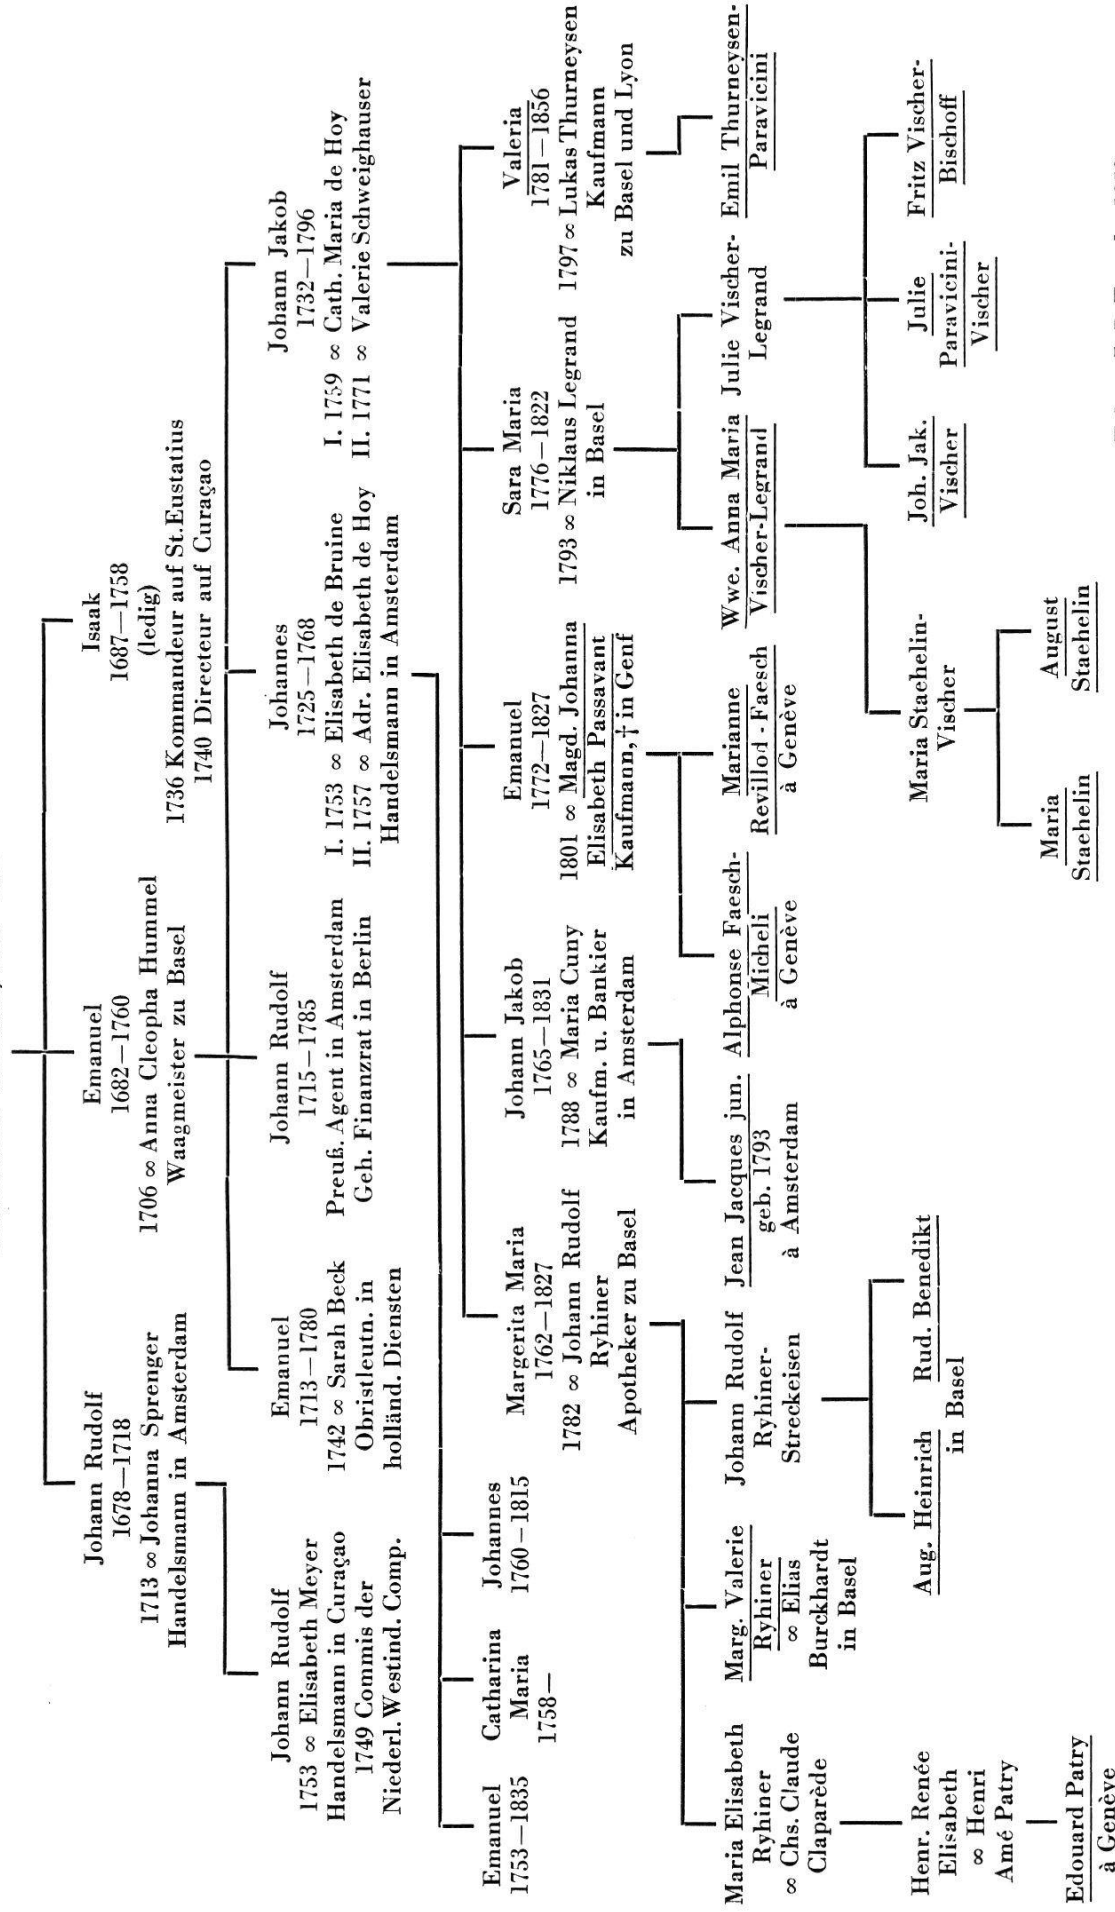 Johann Rudolf
1678—1718
1713 ∞ Johanna Sprenger
Handelsmann in Amsterdam
Emanuel
1682—1760
1706 ∞ Anna Cleopha Hummel
Waagmeister zu Basel
Isaak
1687—1758
(ledig)
1736 Kommandeur auf St. Eustatius
1740 Directeur auf Curaçao
Johann Rudolf
1753 ∞ Elisabeth Meyer
Handelsmann in Curaçao
1749 Commis der
Niederl. Westind. Comp.
Emanuel
1713—1780
1742 ∞ Sarah Beck
Obristleutn. in
holländ. Diensten
Johann Rudolf
1715—1785
Preuß. Agent in Amsterdam
Geh. Finanzrat in Berlin
Johannes
1725—1768
I. 1753 ∞ Elisabeth de Bruine
II. 1757 ∞ Adr. Elisabeth de Hoy
Handelsmann in Amsterdam
Johann Jakob
1732—1796
I. 1759 ∞ Cath. Maria de Hoy
II. 1771 ∞ Valerie Schweighauser
Emanuel
1753—1835
Catharina
Maria
1758—
Johannes
1760—1815
Margerita Maria
1762—1827
1782 ∞ Johann Rudolf
Ryhiner
Apotheker zu Basel
Johann Jakob
1765—1831
1788 ∞ Maria Cuny
Kaufm. u. Bankier
in Amsterdam
Emanuel
1772—1827
1801 ∞ Magd. Johanna
Elisabeth Passavant
Kaufmann, † in Genf
Sara Maria
1776—1822
1793 ∞ Niklaus Legrand
in Basel
Valeria
1781—1856
1797 ∞ Lukas Thurneysen
Kaufmann
zu Basel und Lyon
Maria Elisabeth
Ryhiner
∞ Chs. Claude
Claparède
Marg. Valerie
Ryhiner
∞ Elias
Burckhardt
in Basel
Johann Rudolf
Ryhiner-
Streckeisen
Jean Jacques jun.
geb. 1793
à Amsterdam
Alphonse Faesch-
Micheli
à Genève
Marianne
Revillod-Faesch
à Genève
Wwe. Anna Maria
Vischer-Legrand
Julie Vischer-
Legrand
Emil Thurneysen-
Paravicini
Henr. Renée
Elisabeth
∞ Henri
Amé Patry
Aug. Heinrich
Rud. Benedikt
in Basel
Maria Staehelin-
Vischer
Joh. Jak.
Vischer
Julie
Paravicini-
Vischer
Fritz Vischer-
Bischoff
Edouard Patry
à Genève
Maria
Staehelin
August
Staehelin